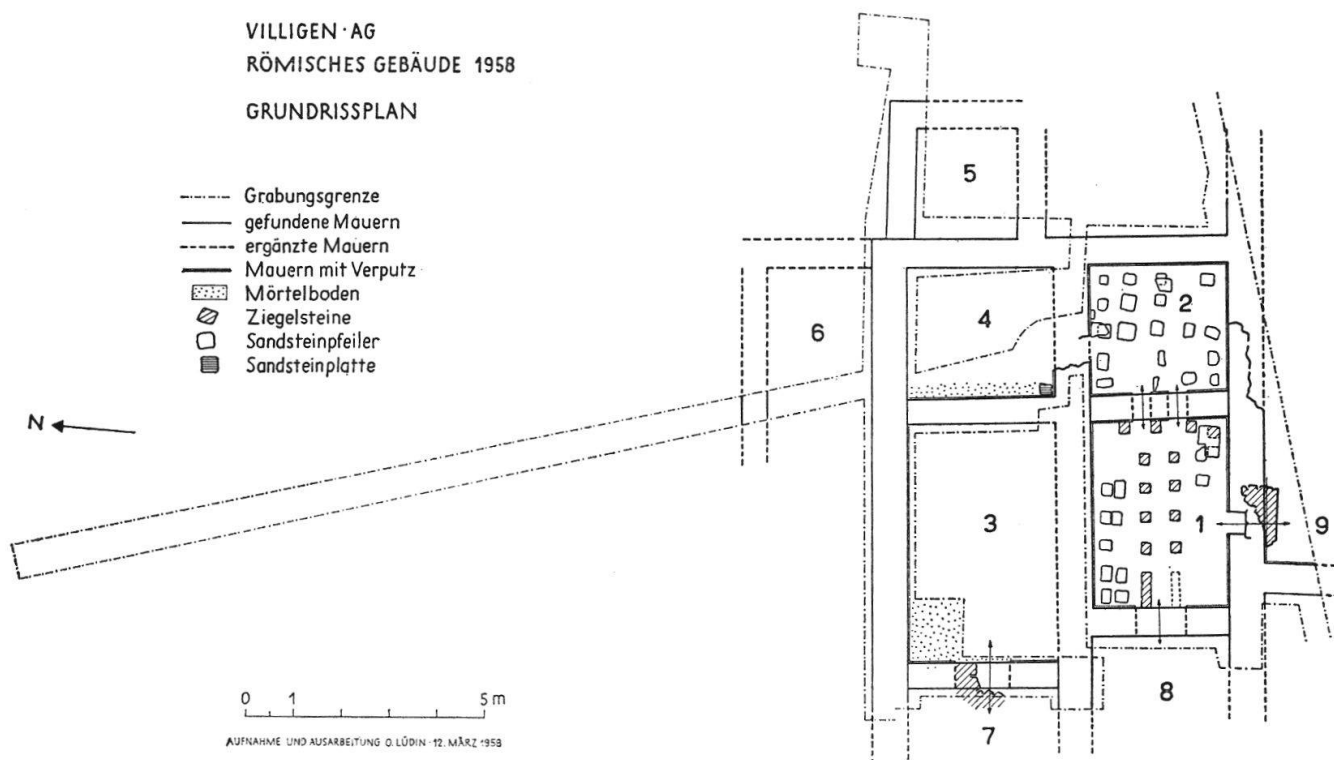 VILLIGEN · AG
RÖMISCHES GEBÄUDE 1958
GRUNDRISSPLAN
Grabungsgrenze
gefundene Mauern
ergänzte Mauern
Mauern mit Verputz
Mörtelboden
Ziegelsteine
Sandsteinpfeiler
Sandsteinplatte
5
2
4
6
N
3
1
9
8
7
0 1 5 m
AUFNAHME UND AUSARBEITUNG O. LÜDIN · 12. MÄRZ 1958